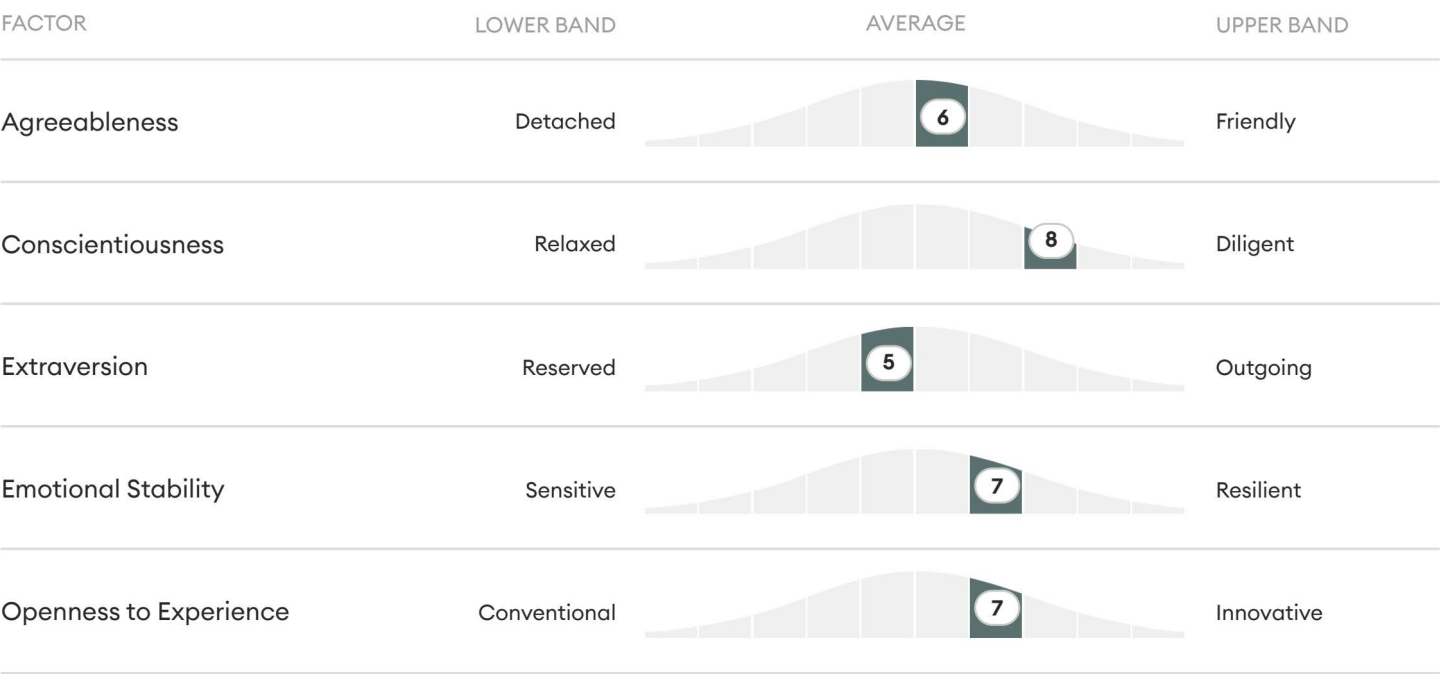 FACTOR LOWER BAND AVERAGE UPPER BAND
Agreeableness Detached 6 Friendly
Conscientiousness Relaxed 8 Diligent
Extraversion Reserved 5 Outgoing
Emotional Stability Sensitive 7 Resilient
Openness to Experience Conventional 7 Innovative